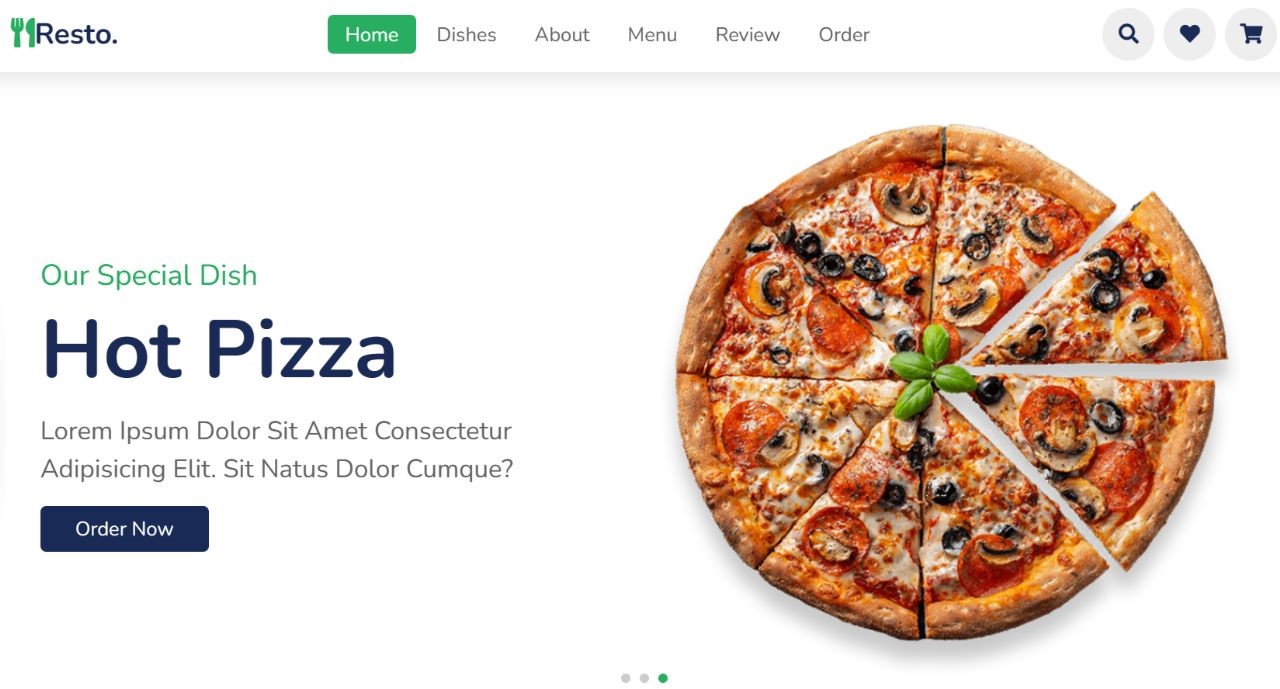 Resto.
Home Dishes About Menu Review Order
Our Special Dish
Hot Pizza
Lorem Ipsum Dolor Sit Amet Consectetur
Adipisicing Elit. Sit Natus Dolor Cumque?
Order Now